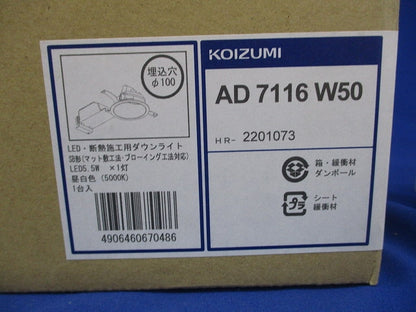 埋込穴
φ100
LED・断熱施工用ダウンライト
SB形(マット敷工法・ブローイング工法対応)
LED5.5W ×1灯
昼白色(5000K)
1台入
4906460670486
KOIZUMI
AD 7116 W50
HR- 2201073
箱・緩衝材
ダンボール
プラ
シート
緩衝材